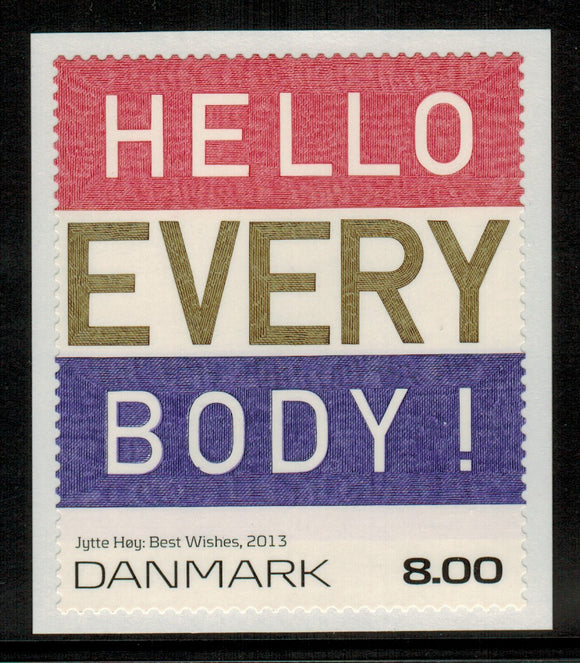 HELLO
EVERY
BODY!
Jytte Høy: Best Wishes, 2013
DANMARK 8.00